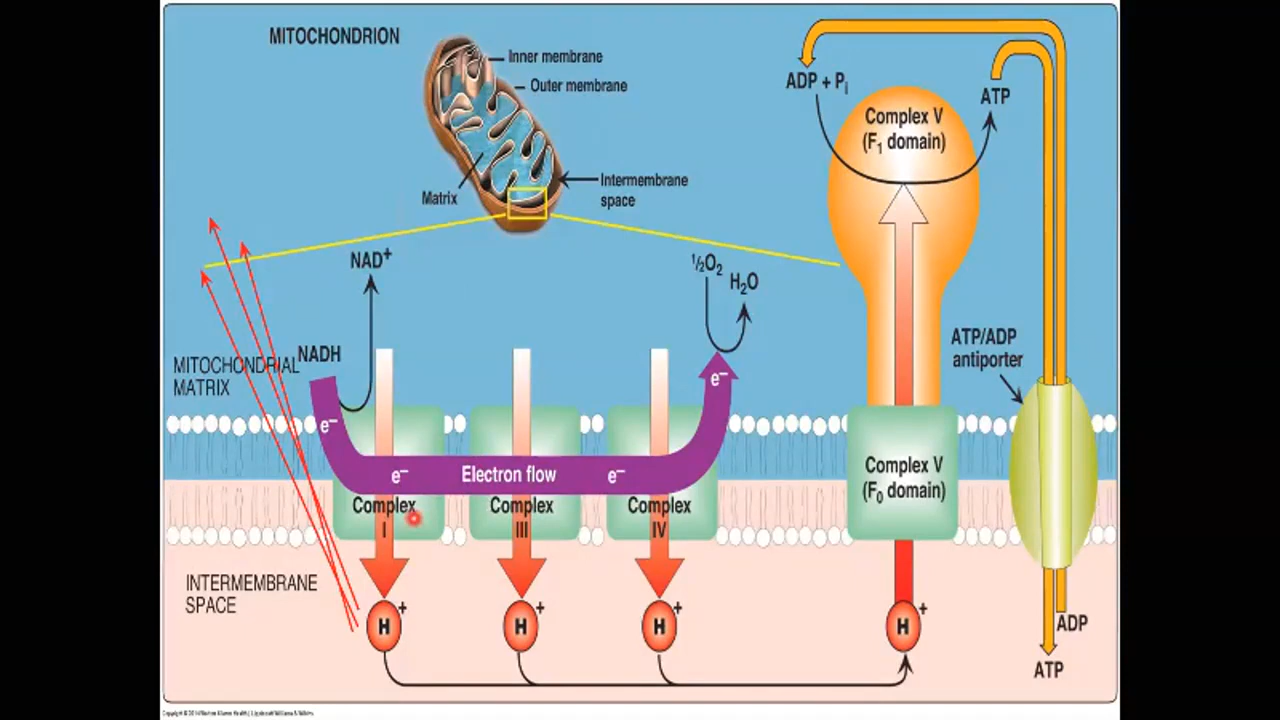 MITOCHONDRION
Inner membrane
Outer membrane
Matrix
Intermembrane
space
ADP + Pi
ATP
Complex V
(F1 domain)
NAD+
½O2
H2O
NADH
MITOCHONDRIAL
MATRIX
ATP/ADP
antiporter
e−
e−
e−
Electron flow
e−
Complex
I
Complex
III
Complex
IV
Complex V
(F0 domain)
INTERMEMBRANE
SPACE
H+
H+
H+
H+
ADP
ATP